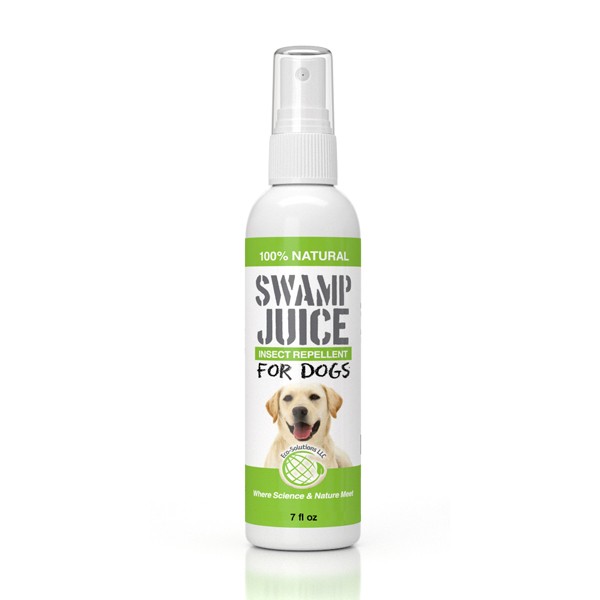 100% NATURAL
SWAMP
JUICE
INSECT REPELLENT
FOR DOGS
Eco-Solutions LLC
Where Science & Nature Meet
7 fl oz